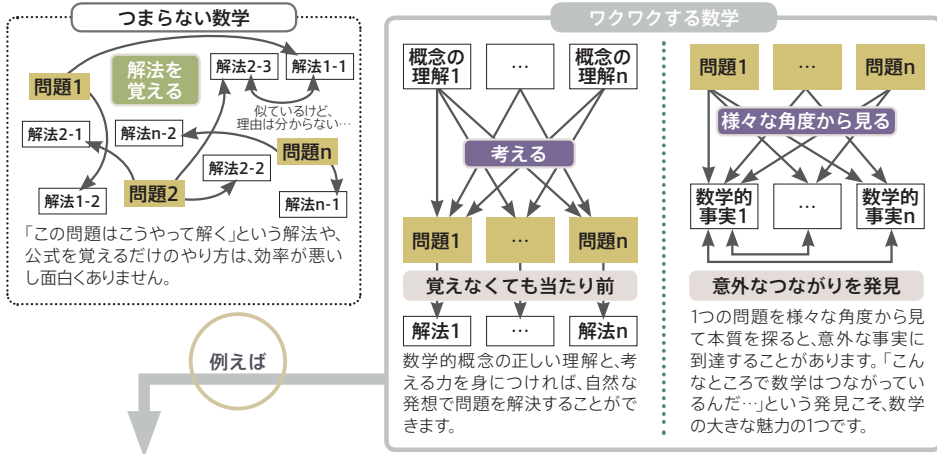 つまらない数学
解法を
覚える
問題1
解法2-3
解法1-1
似ているけど、
理由は分からない…
解法2-1
解法n-2
問題n
解法1-2
問題2
解法2-2
解法n-1
「この問題はこうやって解く」という解法や、
公式を覚えるだけのやり方は、効率が悪い
し面白くありません。
例えば
ワクワクする数学
概念の
理解1
…
概念の
理解n
考える
問題1
…
問題n
覚えなくても当たり前
解法1
…
解法n
数学的概念の正しい理解と、考
える力を身につければ、自然な
発想で問題を解決することがで
きます。
問題1
…
問題n
様々な角度から見る
数学的
事実1
…
数学的
事実n
意外なつながりを発見
1つの問題を様々な角度から見
て本質を探ると、意外な事実に
到達することがあります。「こん
なところで数学はつながってい
るんだ…」という発見こそ、数学
の大きな魅力の1つです。